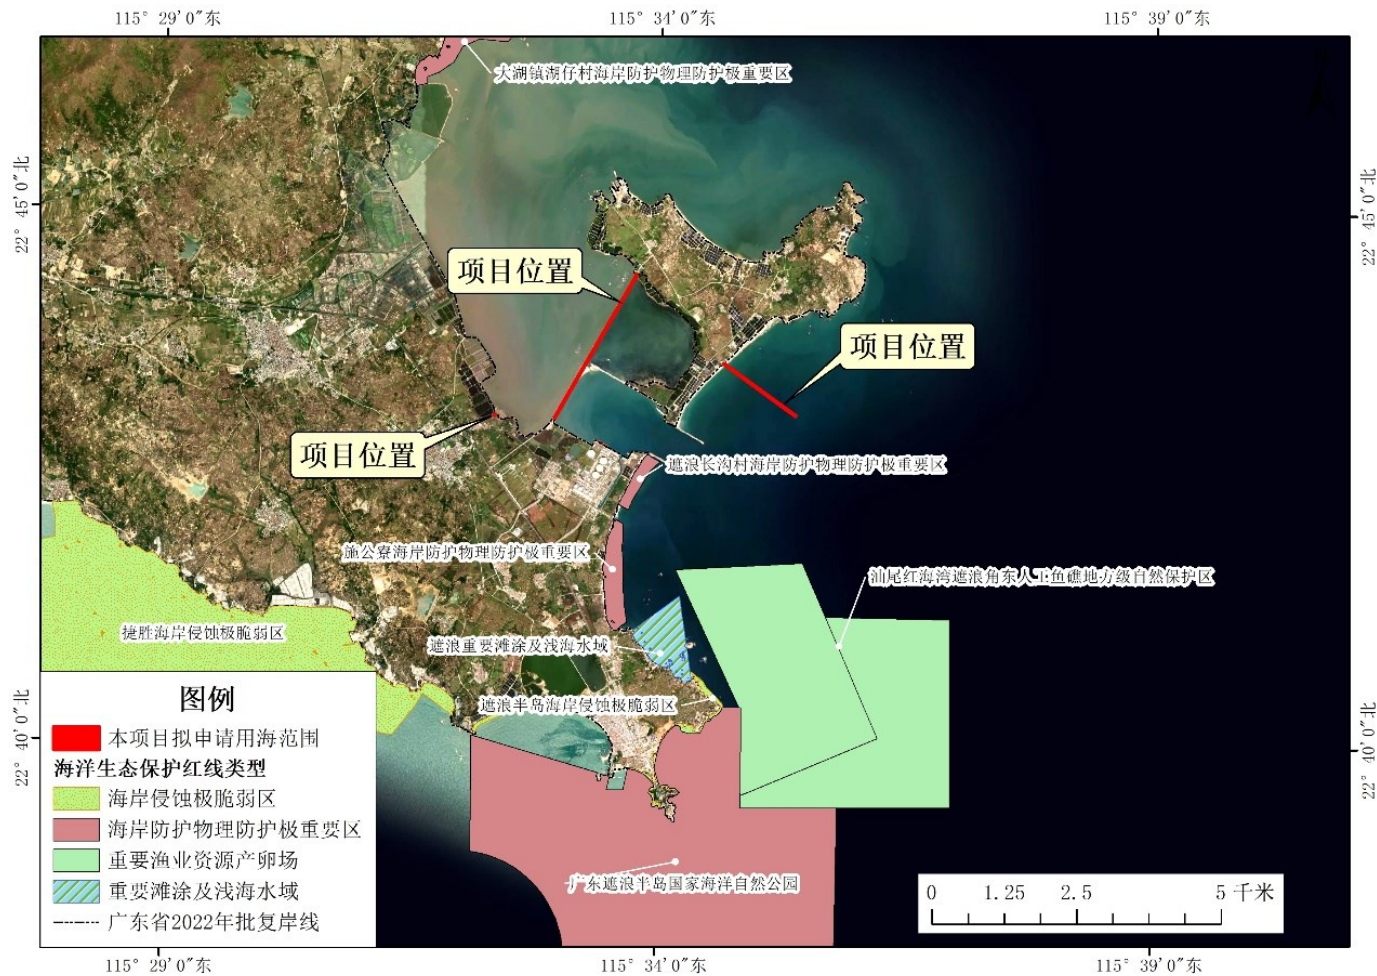 115° 29′0″东
115° 34′0″东
115° 39′0″东
大湖镇湖仔村海岸防护物理防护极重要区
22° 45′0″北
22° 45′0″北
项目位置
项目位置
项目位置
遮浪长沟村海岸防护物理防护极重要区
施公寮海岸防护物理防护极重要区
汕尾红海湾遮浪角东人工鱼礁地方级自然保护区
捷胜海岸侵蚀极脆弱区
遮浪重要滩涂及浅海水域
遮浪半岛海岸侵蚀极脆弱区
22° 40′0″北
22° 40′0″北
图例
本项目拟申请用海范围
海洋生态保护红线类型
海岸侵蚀极脆弱区
海岸防护物理防护极重要区
重要渔业资源产卵场
重要滩涂及浅海水域
广东省2022年批复岸线
广东遮浪半岛国家海洋自然公园
0 1.25 2.5 5 千米
115° 29′0″东
115° 34′0″东
115° 39′0″东